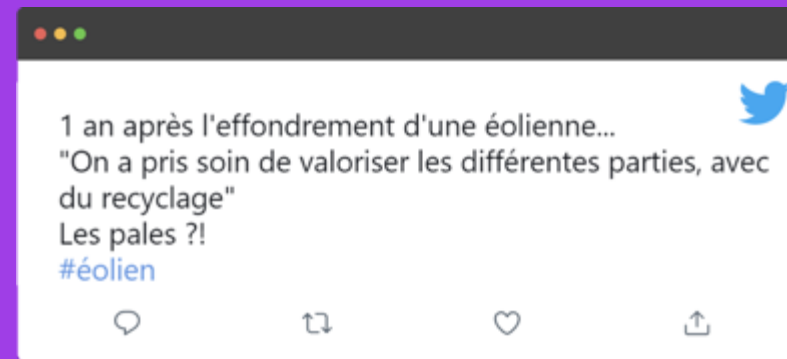 1 an après l'effondrement d'une éolienne...
"On a pris soin de valoriser les différentes parties, avec
du recyclage"
Les pales ?!
#éolien